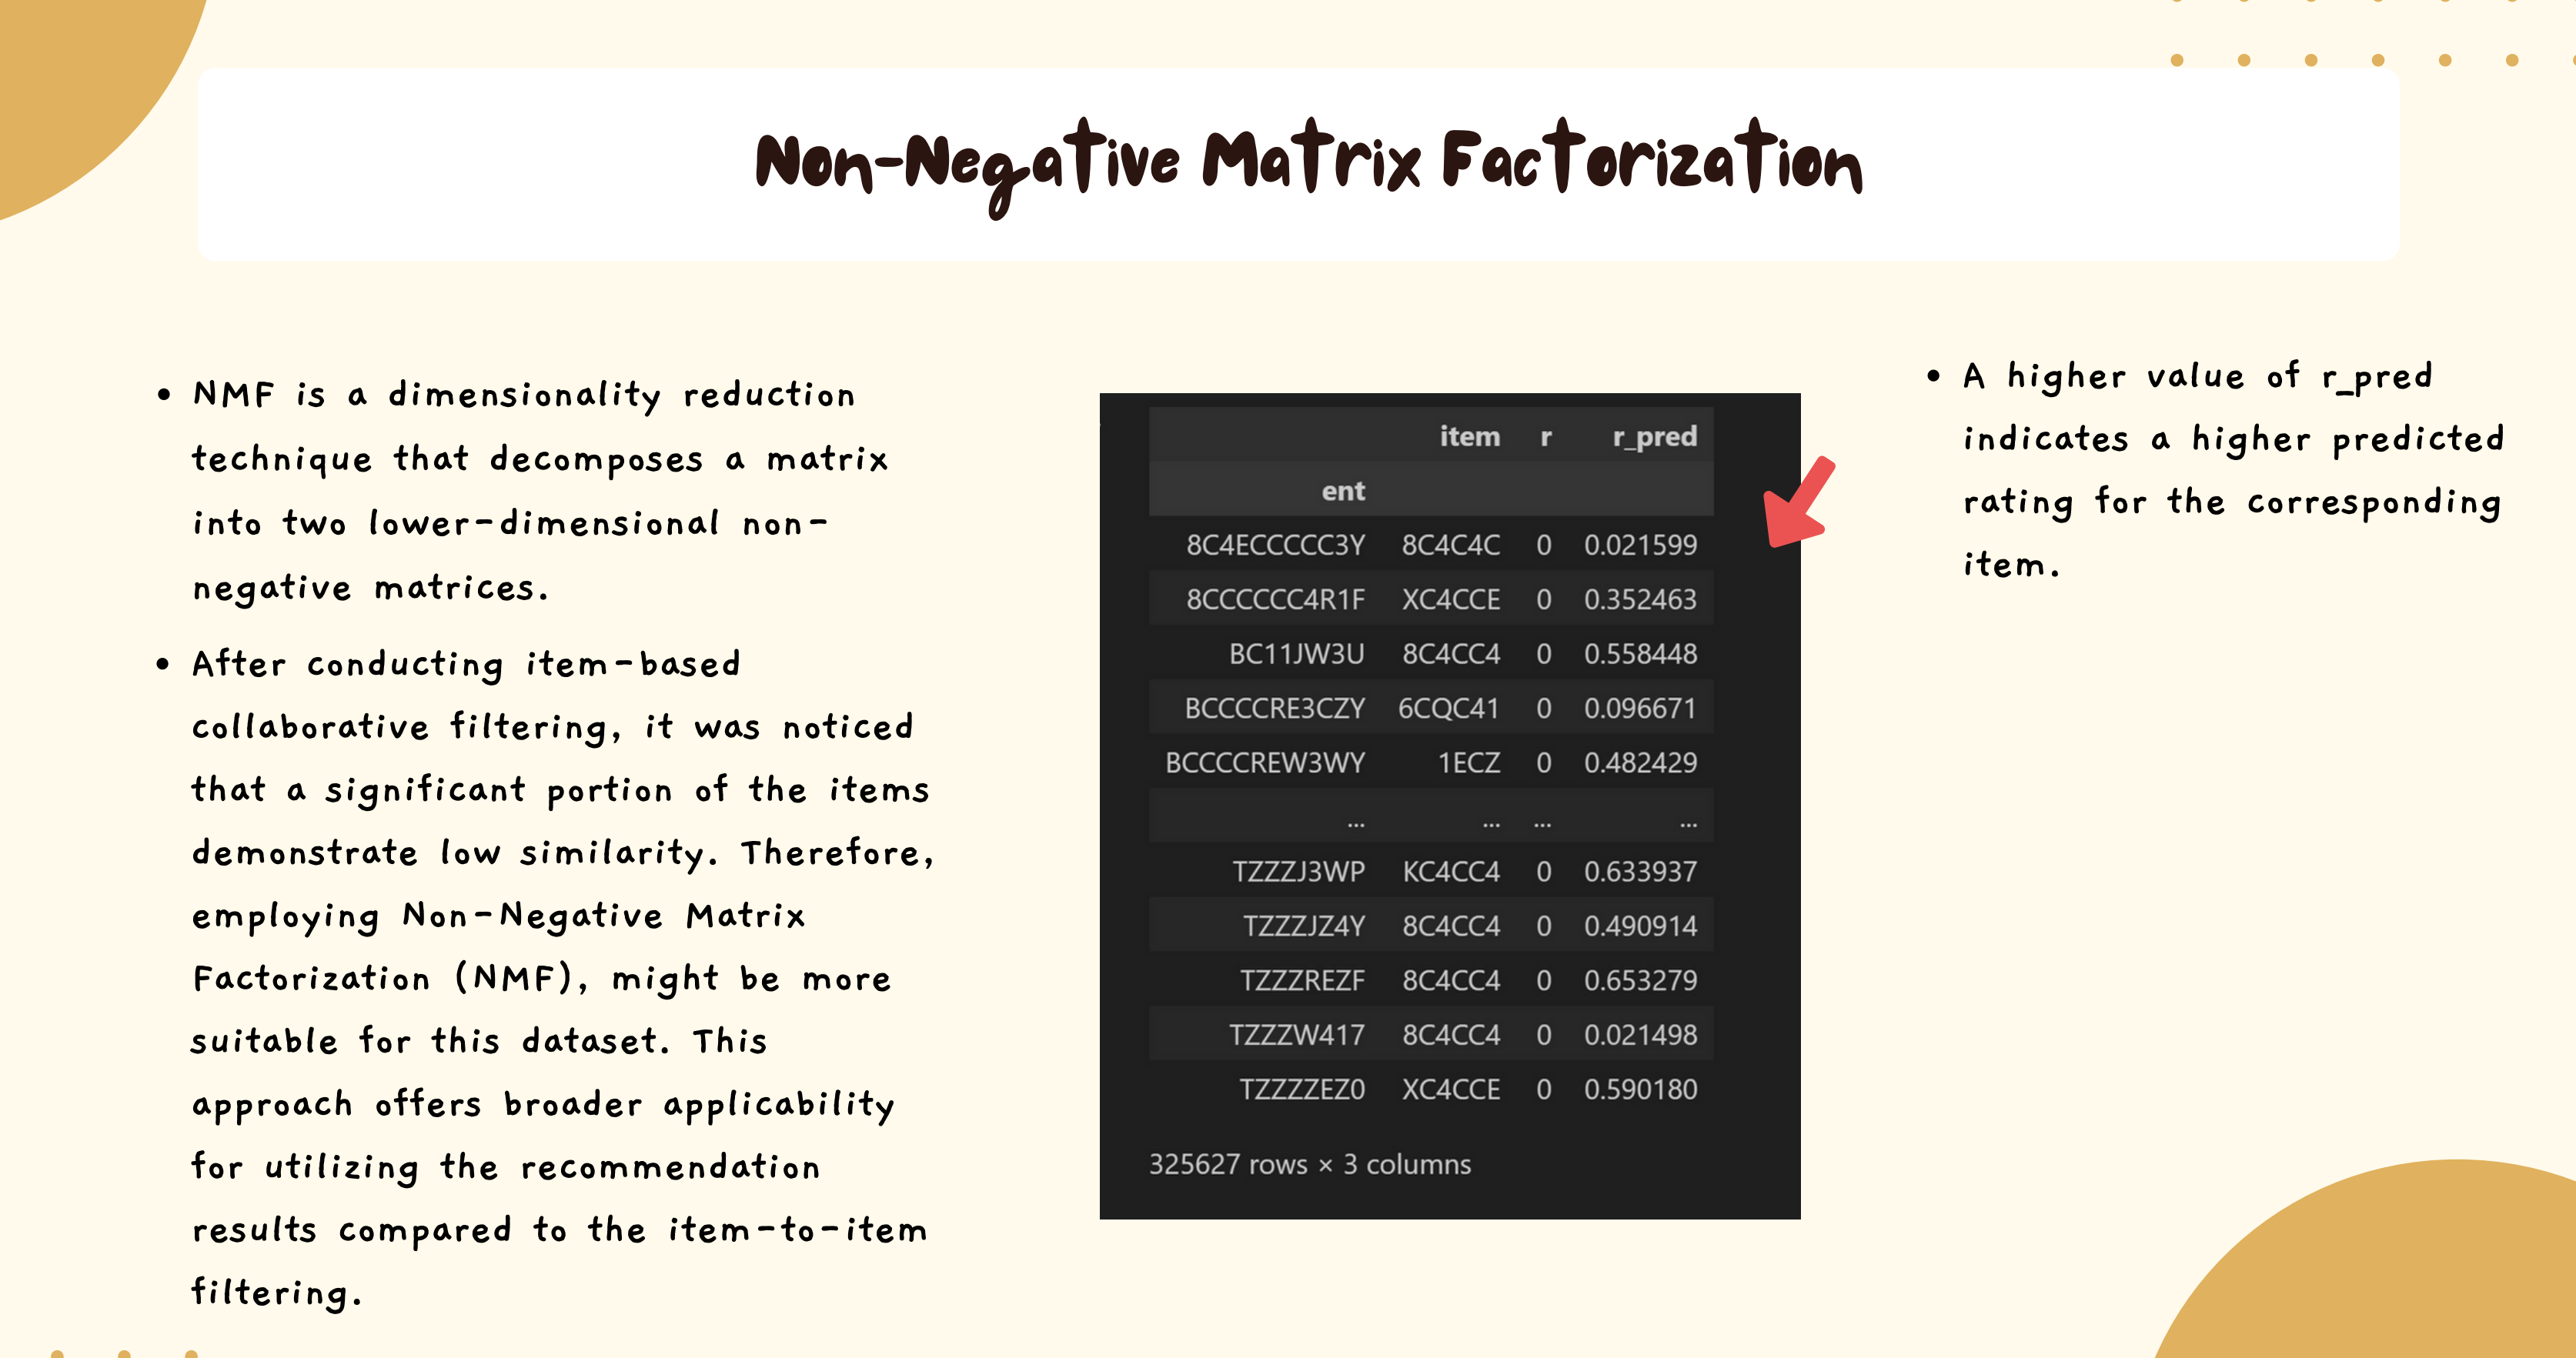 Non-Negative Matrix Factorization
• NMF is a dimensionality reduction
technique that decomposes a matrix
into two lower-dimensional non-
negative matrices.
• After conducting item-based
collaborative filtering, it was noticed
that a significant portion of the items
demonstrate low similarity. Therefore,
employing Non-Negative Matrix
Factorization (NMF), might be more
suitable for this dataset. This
approach offers broader applicability
for utilizing the recommendation
results compared to the item-to-item
filtering.
item r r_pred
ent
8C4ECCCCC3Y 8C4C4C 0 0.021599
8CCCCCC4R1F XC4CCE 0 0.352463
BC11JW3U 8C4CC4 0 0.558448
BCCCCRE3CZY 6CQC41 0 0.096671
BCCCCREW3WY 1ECZ 0 0.482429
... ... ... ...
TZZZJ3WP KC4CC4 0 0.633937
TZZZJZ4Y 8C4CC4 0 0.490914
TZZZREZF 8C4CC4 0 0.653279
TZZZW417 8C4CC4 0 0.021498
TZZZZEZ0 XC4CCE 0 0.590180
325627 rows × 3 columns
• A higher value of r_pred
indicates a higher predicted
rating for the corresponding
item.